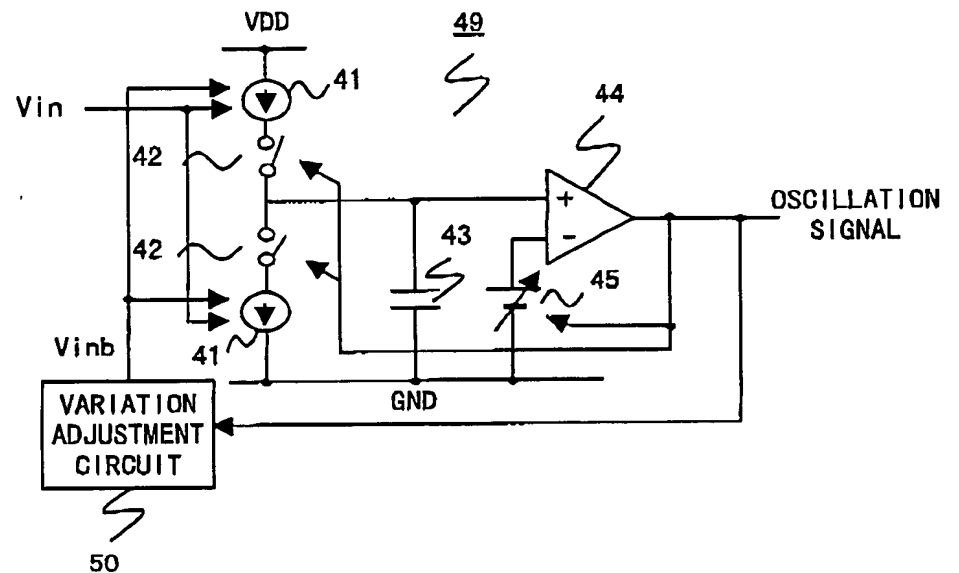 VDD
49
41
Vin
44
42
+
OSCILLATION
SIGNAL
42
43
-
45
Vinb
41
GND
VARIATION
ADJUSTMENT
CIRCUIT
50